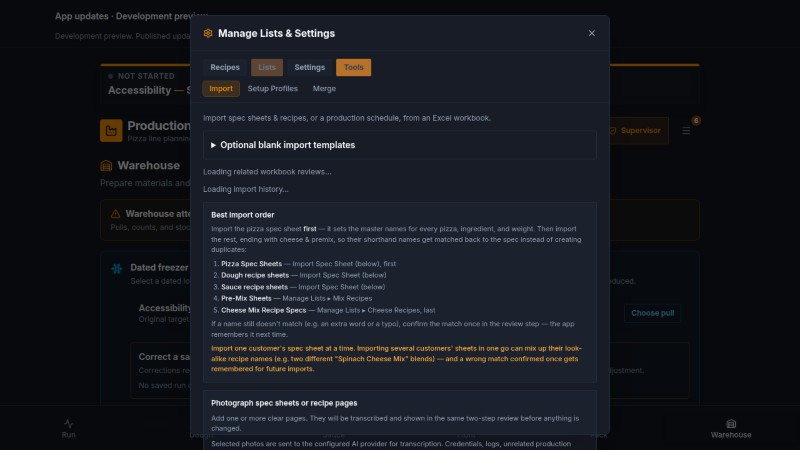 App updates · Development preview
Development preview. Published upda
Manage Lists & Settings
×
NOT STARTED
Accessibility — S
Recipes
Lists
Settings
Tools
Import
Setup Profiles
Merge
Production
Pizza line plannin
6
Supervisor
Import spec sheets & recipes, or a production schedule, from an Excel workbook.
▶ Optional blank import templates
Warehouse
Prepare materials and
Loading related workbook reviews...
Loading import history...
Warehouse att
Pulls, counts, and stoc
Best import order
Import the pizza spec sheet first — it sets the master names for every pizza, ingredient, and weight. Then import
the rest, ending with cheese & premix, so their shorthand names get matched back to the spec instead of creating
duplicates:
1. Pizza Spec Sheets — Import Spec Sheet (below), first
2. Dough recipe sheets — Import Spec Sheet (below)
3. Sauce recipe sheets — Import Spec Sheet (below)
4. Pre-Mix Sheets — Manage Lists ▸ Mix Recipes
5. Cheese Mix Recipe Specs — Manage Lists ▸ Cheese Recipes, last
If a name still doesn't match (e.g. an extra word or a typo), confirm the match once in the review step — the app
remembers it next time.
Import one customer's spec sheet at a time. Importing several customers' sheets in one go can mix up their look-
alike recipe names (e.g. two different "Spinach Cheese Mix" blends) — and a wrong match confirmed once gets
remembered for future imports.
Dated freezer
Select a dated lo
oduced.
Accessibility
Original target
Choose pull
Correct a sa
Corrections re
adjustment.
No saved run
Photograph spec sheets or recipe pages
Add one or more clear pages. They will be transcribed and shown in the same two-step review before anything is
changed.
Selected photos are sent to the configured AI provider for transcription. Credentials, logs, unrelated production
Run
Warehouse